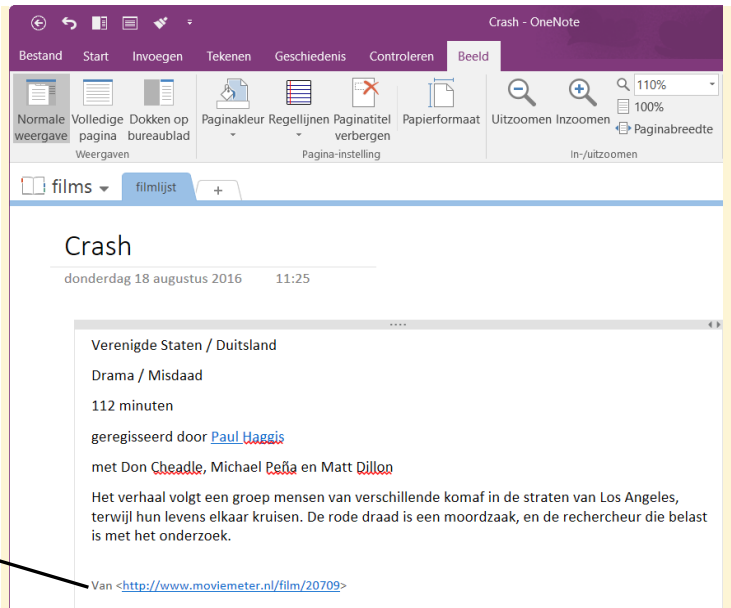 Crash - OneNote
Bestand Start Invoegen Tekenen Geschiedenis Controleren Beeld
Normale weergave
Volledige pagina
Dokken op bureaublad
Weergaven
Paginakleur
Regellijnen
Paginatitel verbergen
Papierformaat
Pagina-instelling
Uitzoomen
Inzoomen
110%
100%
Paginabreedte
In-/uitzoomen
films
filmlijst
+
Crash
donderdag 18 augustus 2016 11:25
Verenigde Staten / Duitsland
Drama / Misdaad
112 minuten
geregisseerd door Paul Haggis
met Don Cheadle, Michael Peña en Matt Dillon
Het verhaal volgt een groep mensen van verschillende komaf in de straten van Los Angeles,
terwijl hun levens elkaar kruisen. De rode draad is een moordzaak, en de rechercheur die belast
is met het onderzoek.
Van <http://www.moviemeter.nl/film/20709>